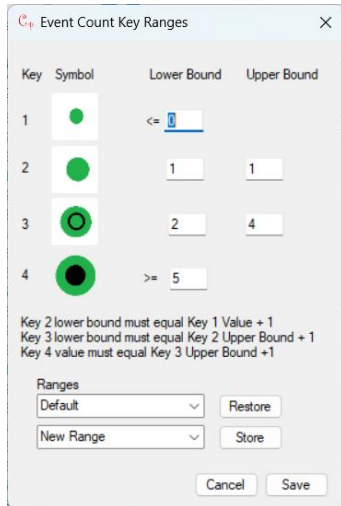 Event Count Key Ranges
Key Symbol Lower Bound Upper Bound
1 <= 0
2 1 1
3 2 4
4 >= 5
Key 2 lower bound must equal Key 1 Value + 1
Key 3 lower bound must equal Key 2 Upper Bound + 1
Key 4 value must equal Key 3 Upper Bound +1
Ranges
Default Restore
New Range Store
Cancel Save